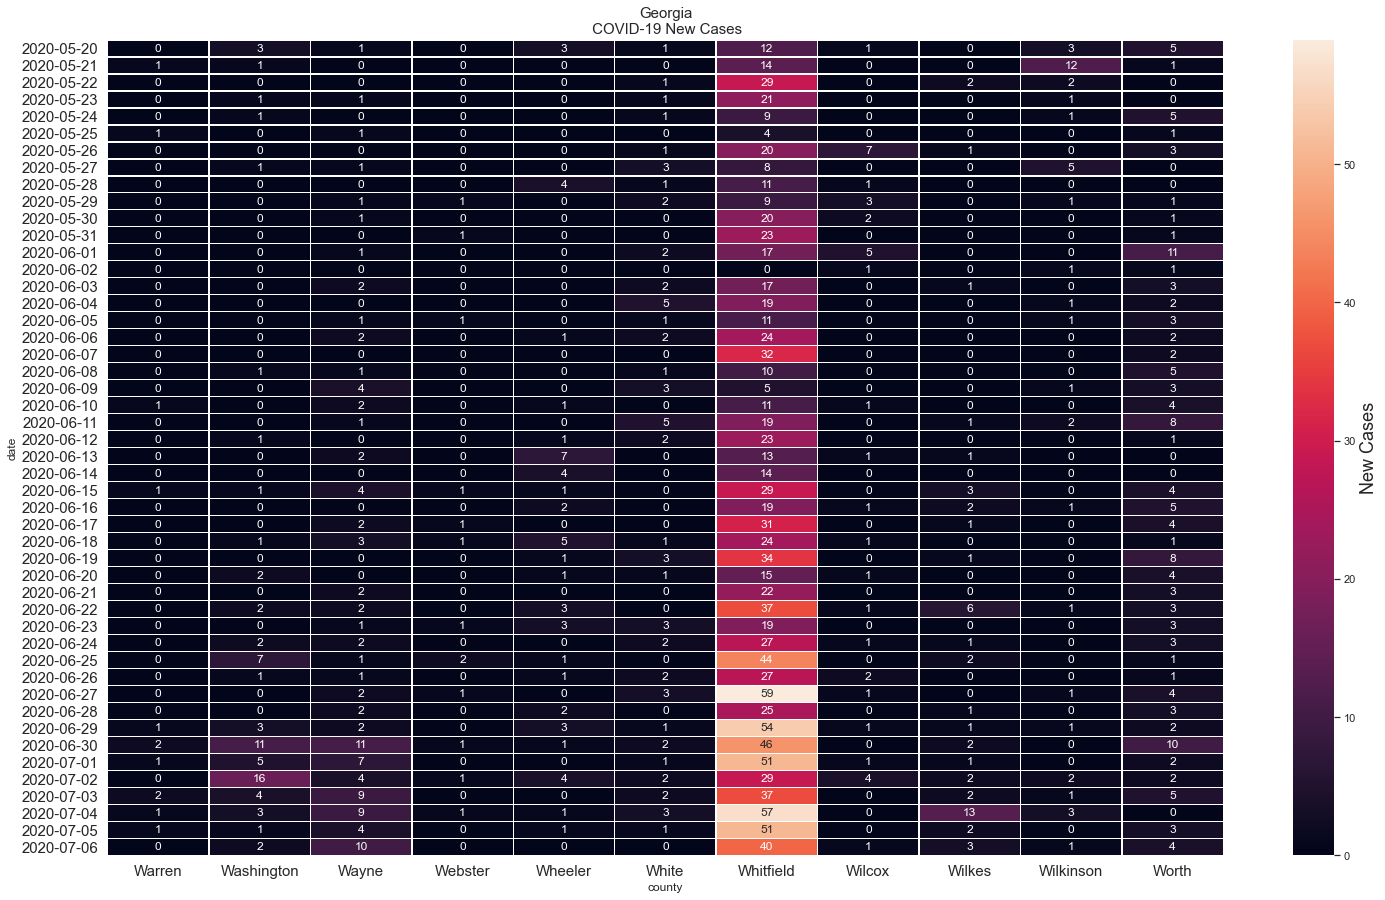 Georgia
COVID-19 New Cases
2020-05-20 0 3 1 0 3 1 12 1 0 3 5
2020-05-21 1 1 0 0 0 0 14 0 0 12 1
2020-05-22 0 0 0 0 0 1 29 0 2 2 0
2020-05-23 0 1 1 0 0 1 21 0 0 1 0
2020-05-24 0 1 0 0 0 1 9 0 0 1 5
2020-05-25 1 0 1 0 0 0 4 0 0 0 1
2020-05-26 0 0 0 0 0 1 20 7 1 0 3
2020-05-27 0 1 1 0 0 3 8 0 0 5 0
2020-05-28 0 0 0 0 4 1 11 1 0 0 0
2020-05-29 0 0 1 1 0 2 9 3 0 1 1
2020-05-30 0 0 1 0 0 0 20 2 0 0 1
2020-05-31 0 0 0 1 0 0 23 0 0 0 1
2020-06-01 0 0 1 0 0 2 17 5 0 0 11
2020-06-02 0 0 0 0 0 0 0 1 0 1 1
2020-06-03 0 0 2 0 0 2 17 0 1 0 3
2020-06-04 0 0 0 0 0 5 19 0 0 1 2
2020-06-05 0 0 1 1 0 1 11 0 0 1 3
2020-06-06 0 0 2 0 1 2 24 0 0 0 2
2020-06-07 0 0 0 0 0 0 32 0 0 0 2
2020-06-08 0 1 1 0 0 1 10 0 0 0 5
2020-06-09 0 0 4 0 0 3 5 0 0 1 3
2020-06-10 1 0 2 0 1 0 11 1 0 0 4
2020-06-11 0 0 1 0 0 5 19 0 1 2 8
2020-06-12 0 1 0 0 1 2 23 0 0 0 1
2020-06-13 0 0 2 0 7 0 13 1 1 0 0
2020-06-14 0 0 0 0 4 0 14 0 0 0 0
2020-06-15 1 1 4 1 1 0 29 0 3 0 4
2020-06-16 0 0 0 0 2 0 19 1 2 1 5
2020-06-17 0 0 2 1 0 0 31 0 1 0 4
2020-06-18 0 1 3 1 5 1 24 1 0 0 1
2020-06-19 0 0 0 0 1 3 34 0 1 0 8
2020-06-20 0 2 0 0 1 1 15 1 0 0 4
2020-06-21 0 0 2 0 0 0 22 0 0 0 3
2020-06-22 0 2 2 0 3 0 37 1 6 1 3
2020-06-23 0 0 1 1 3 3 19 0 0 0 3
2020-06-24 0 2 2 0 0 2 27 1 1 0 3
2020-06-25 0 7 1 2 1 0 44 0 2 0 1
2020-06-26 0 1 1 0 1 2 27 2 0 0 1
2020-06-27 0 0 2 1 0 3 59 1 0 1 4
2020-06-28 0 0 2 0 2 0 25 0 1 0 3
2020-06-29 1 3 2 0 3 1 54 1 1 1 2
2020-06-30 2 11 11 1 1 2 46 0 2 0 10
2020-07-01 1 5 7 0 0 1 51 1 1 0 2
2020-07-02 0 16 4 1 4 2 29 4 2 2 2
2020-07-03 2 4 9 0 0 2 37 0 2 1 5
2020-07-04 1 3 9 1 1 3 57 0 13 3 0
2020-07-05 1 1 4 0 1 1 51 0 2 0 3
2020-07-06 0 2 10 0 0 0 40 1 3 1 4
Warren Washington Wayne Webster Wheeler White Whitfield Wilcox Wilkes Wilkinson Worth
county
date
50
40
30
20
10
0
New Cases